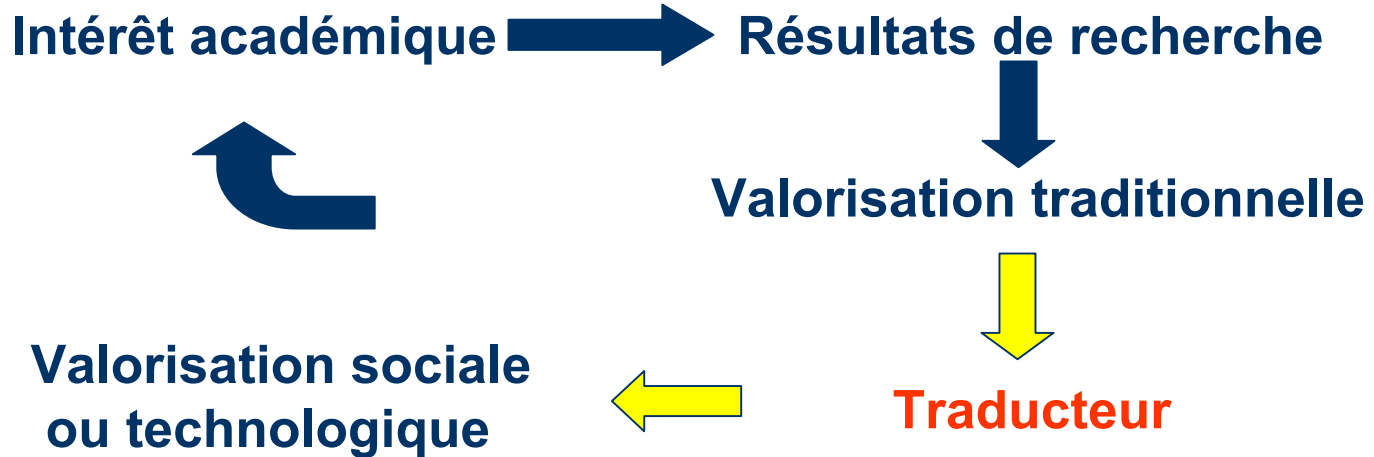 Intérêt académique
Résultats de recherche
Valorisation traditionnelle
Valorisation sociale
ou technologique
Traducteur